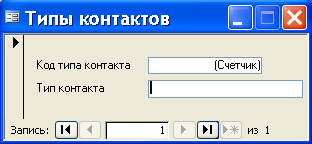 Типы контактов
Код типа контакта (Счетчик)
Тип контакта
Запись: 1 из 1